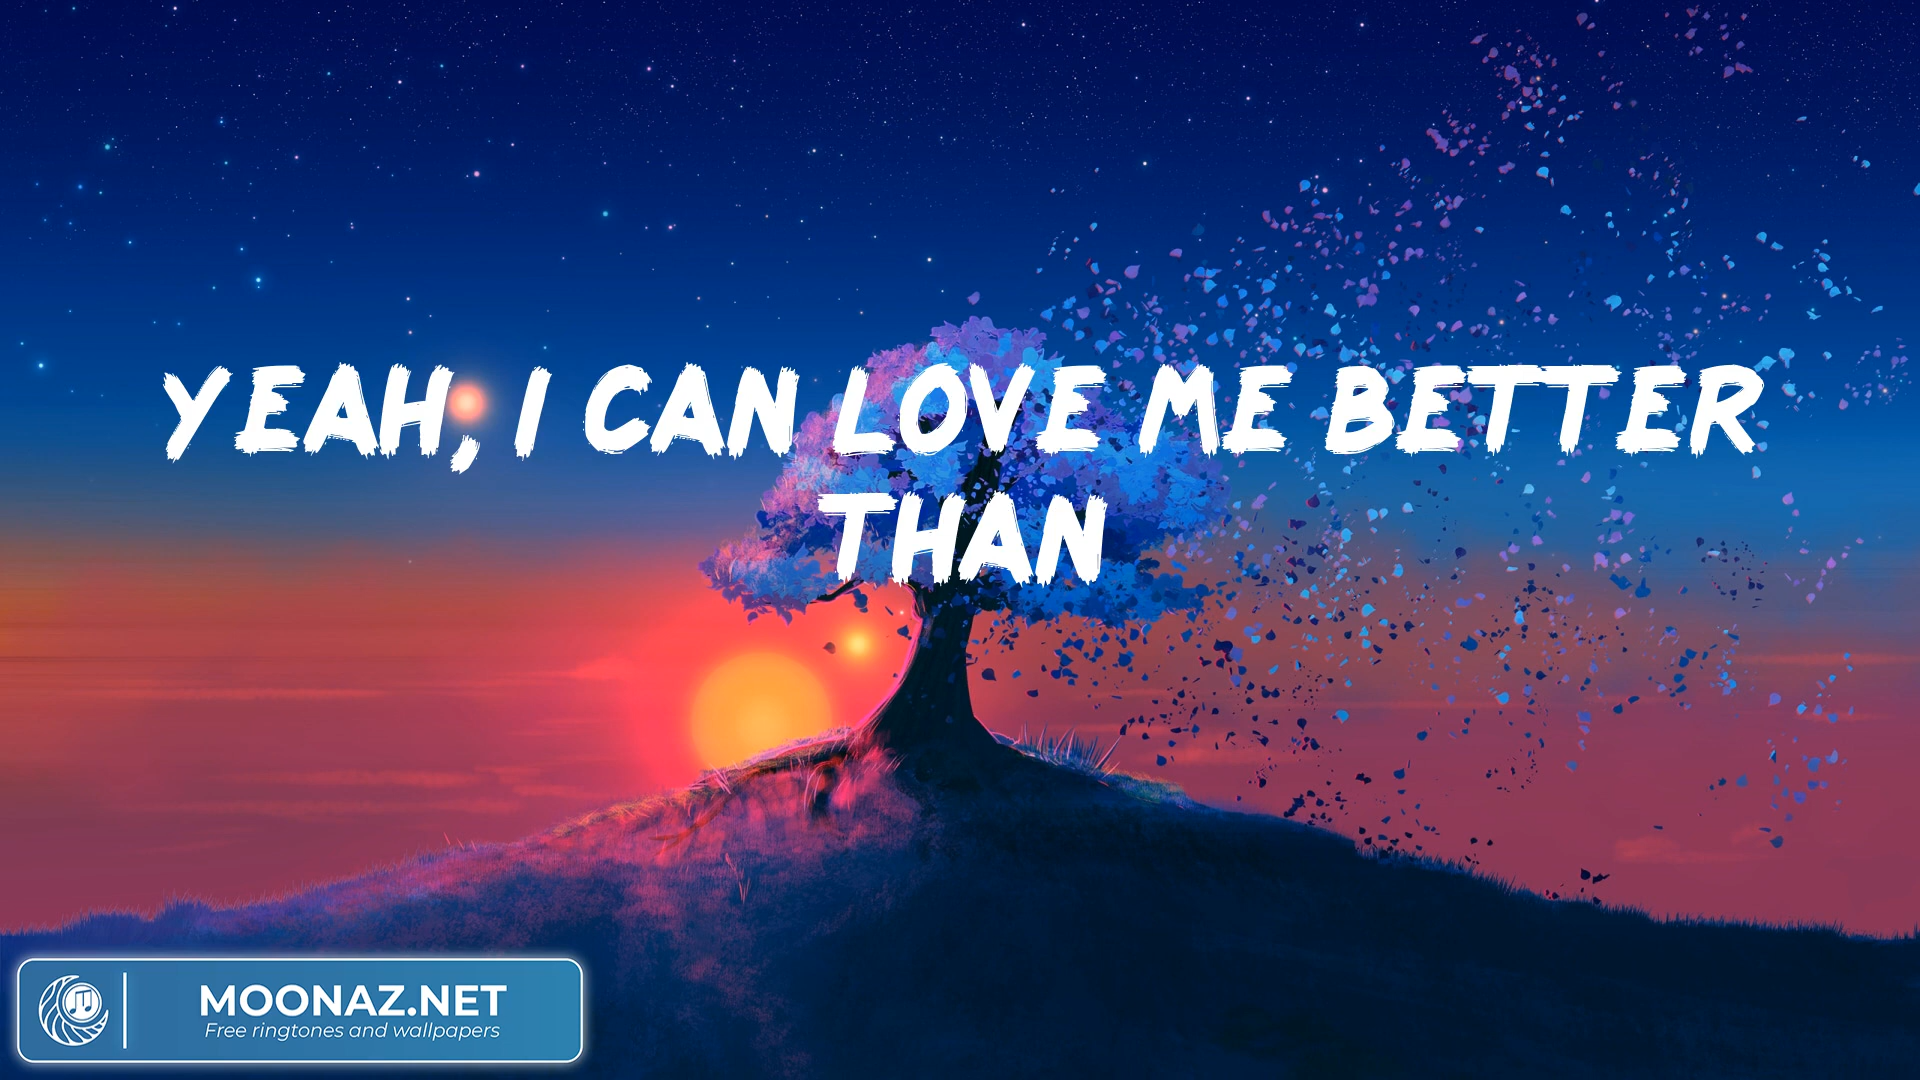 YEAH, I CAN LOVE ME BETTER
THAN
MOONAZ.NET
Free ringtones and wallpapers